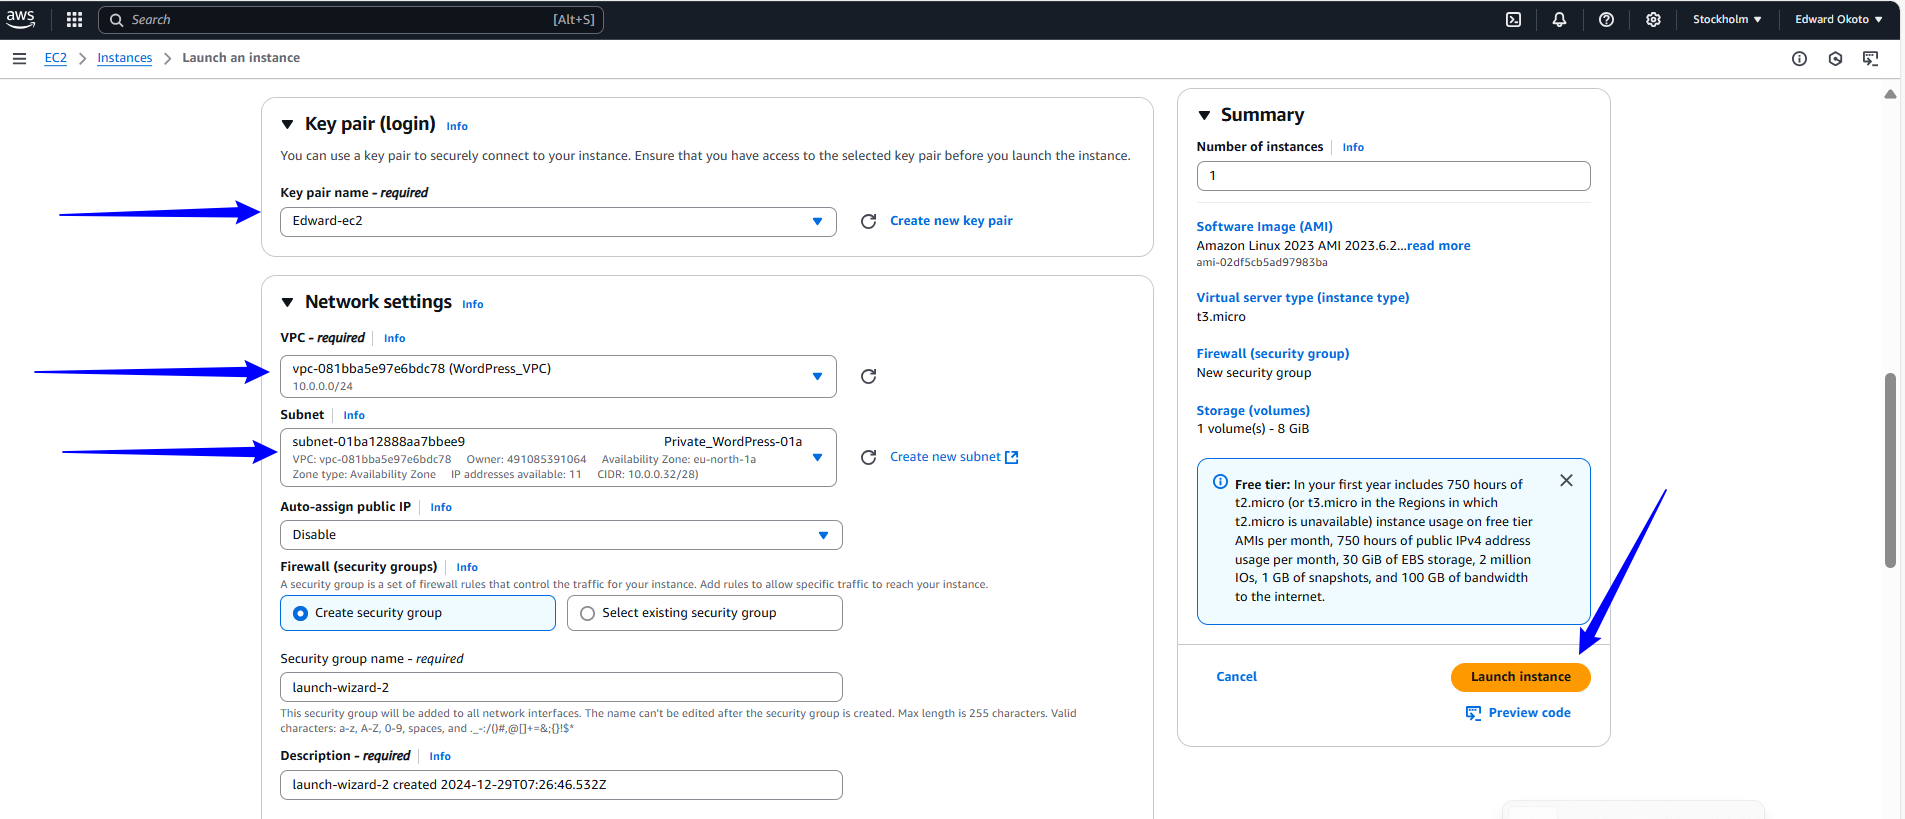 aws
Search [Alt+S]
Stockholm ▼ Edward Okoto ▼
EC2 > Instances > Launch an instance
▼ Key pair (login) Info
You can use a key pair to securely connect to your instance. Ensure that you have access to the selected key pair before you launch the instance.
Key pair name - required
Edward-ec2
Create new key pair
▼ Network settings Info
VPC - required Info
vpc-081bba5e97e6bdc78 (WordPress_VPC)
10.0.0.0/24
Subnet Info
subnet-01ba12888aa7bbee9 Private_WordPress-01a
VPC: vpc-081bba5e97e6bdc78 Owner: 491085391064 Availability Zone: eu-north-1a
Zone type: Availability Zone IP addresses available: 11 CIDR: 10.0.0.32/28)
Create new subnet
Auto-assign public IP Info
Disable
Firewall (security groups) Info
A security group is a set of firewall rules that control the traffic for your instance. Add rules to allow specific traffic to reach your instance.
Create security group
Select existing security group
Security group name - required
launch-wizard-2
This security group will be added to all network interfaces. The name can't be edited after the security group is created. Max length is 255 characters. Valid
characters: a-z, A-Z, 0-9, spaces, and ._-:/()#,@[]+=&;{}!$*
Description - required Info
launch-wizard-2 created 2024-12-29T07:26:46.532Z
▼ Summary
Number of instances Info
1
Software Image (AMI)
Amazon Linux 2023 AMI 2023.6.2...read more
ami-02df5cb5ad97983ba
Virtual server type (instance type)
t3.micro
Firewall (security group)
New security group
Storage (volumes)
1 volume(s) - 8 GiB
Free tier: In your first year includes 750 hours of
t2.micro (or t3.micro in the Regions in which
t2.micro is unavailable) instance usage on free tier
AMIs per month, 750 hours of public IPv4 address
usage per month, 30 GiB of EBS storage, 2 million
IOs, 1 GB of snapshots, and 100 GB of bandwidth
to the internet.
Cancel
Launch instance
Preview code